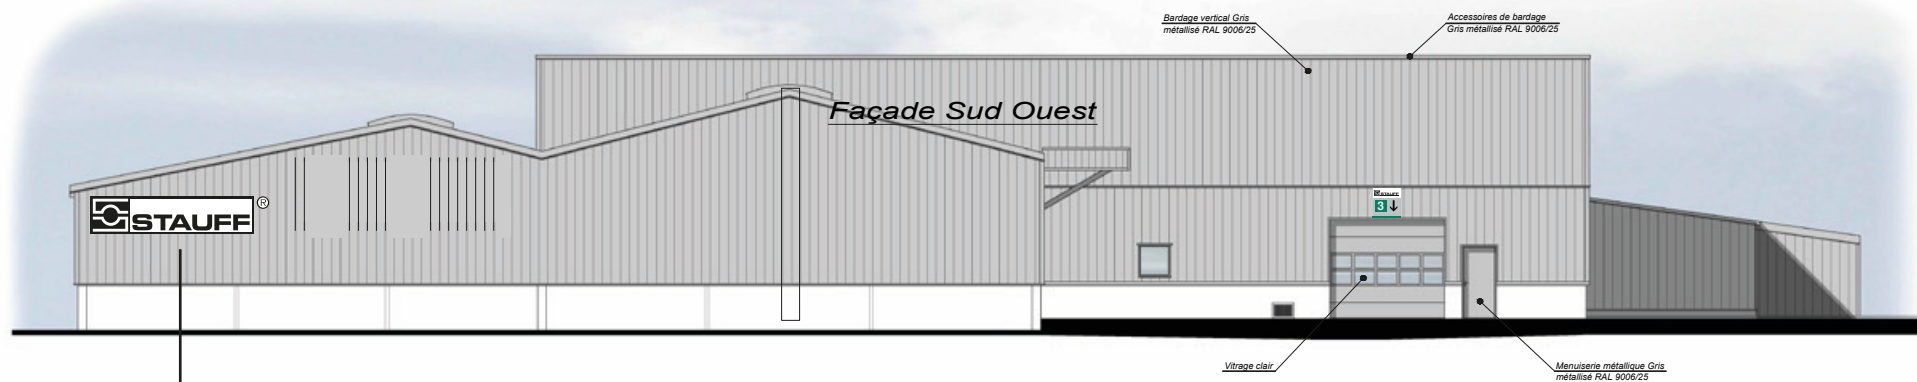 Bardage vertical Gris
métallisé RAL 9006/25
Accessoires de bardage
Gris métallisé RAL 9006/25
Façade Sud Ouest
STAUFF®
STAUFF
3
Vitrage clair
Menuiserie métallique Gris
métallisé RAL 9006/25